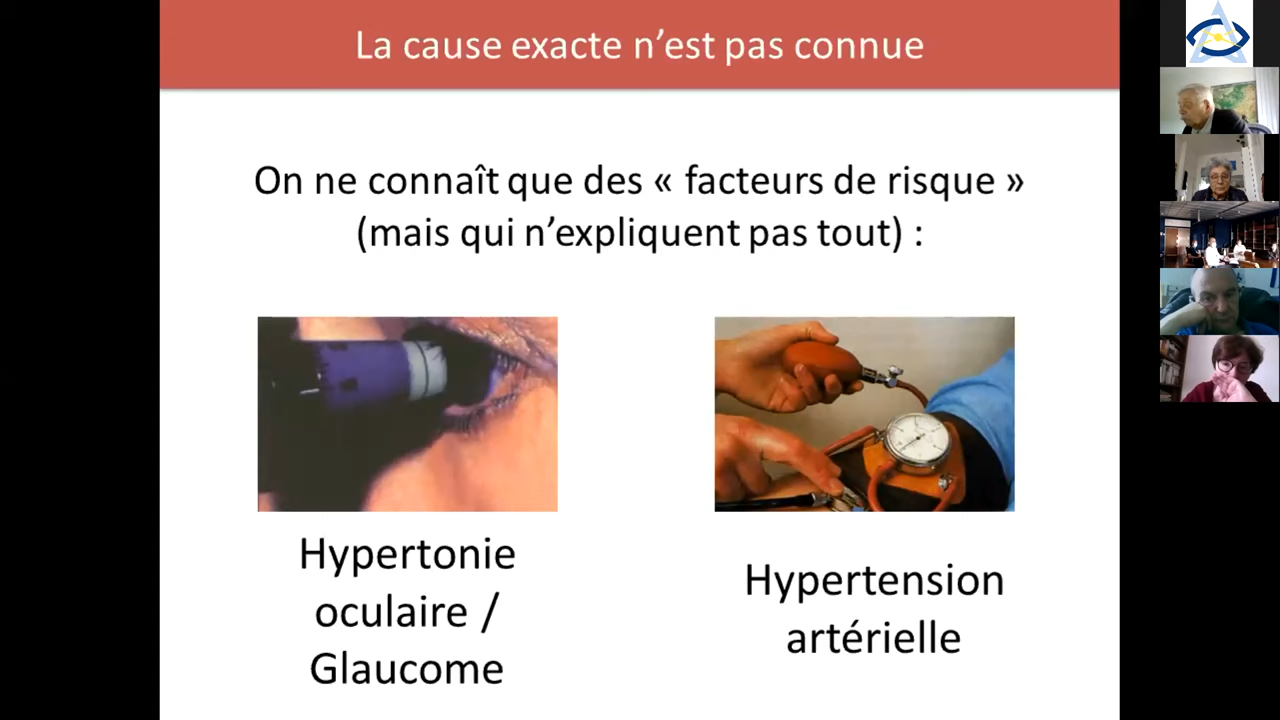 La cause exacte n’est pas connue
On ne connaît que des « facteurs de risque »
(mais qui n’expliquent pas tout) :
Hypertonie
oculaire /
Glaucome
Hypertension
artérielle